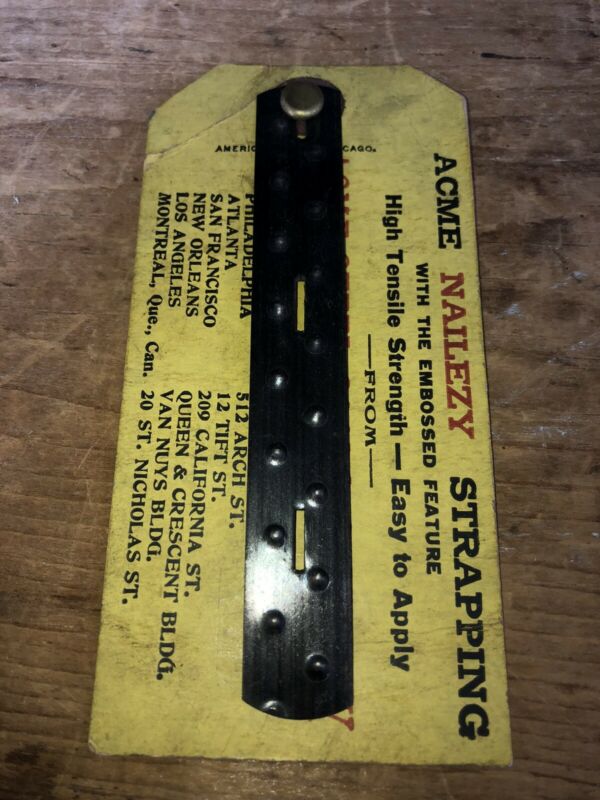 ACME NAILEZY STRAPPING
WITH THE EMBOSSED FEATURE
High Tensile Strength — Easy to Apply
—FROM—
PHILADELPHIA 512 ARCH ST.
ATLANTA 12 TIFT ST.
SAN FRANCISCO 209 CALIFORNIA ST.
NEW ORLEANS QUEEN & CRESCENT BLDG.
LOS ANGELES VAN NUYS BLDG.
MONTREAL, Que., Can. 20 ST. NICHOLAS ST.
AMERIC CAGO.